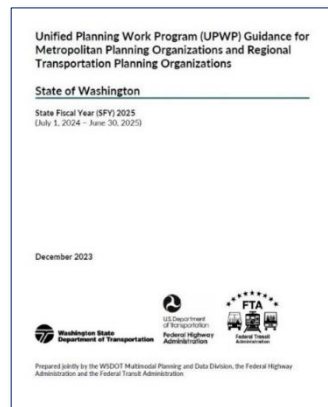 Unified Planning Work Program (UPWP) Guidance for
Metropolitan Planning Organizations and Regional
Transportation Planning Organizations
State of Washington
State Fiscal Year (SFY) 2025
(July 1, 2024 – June 30, 2025)
December 2023
Washington State
Department of Transportation
U.S. Department
of Transportation
Federal Highway
Administration
FTA
Federal Transit
Administration
Prepared jointly by the WSDOT Multimodal Planning and Data Division, the Federal Highway
Administration and the Federal Transit Administration